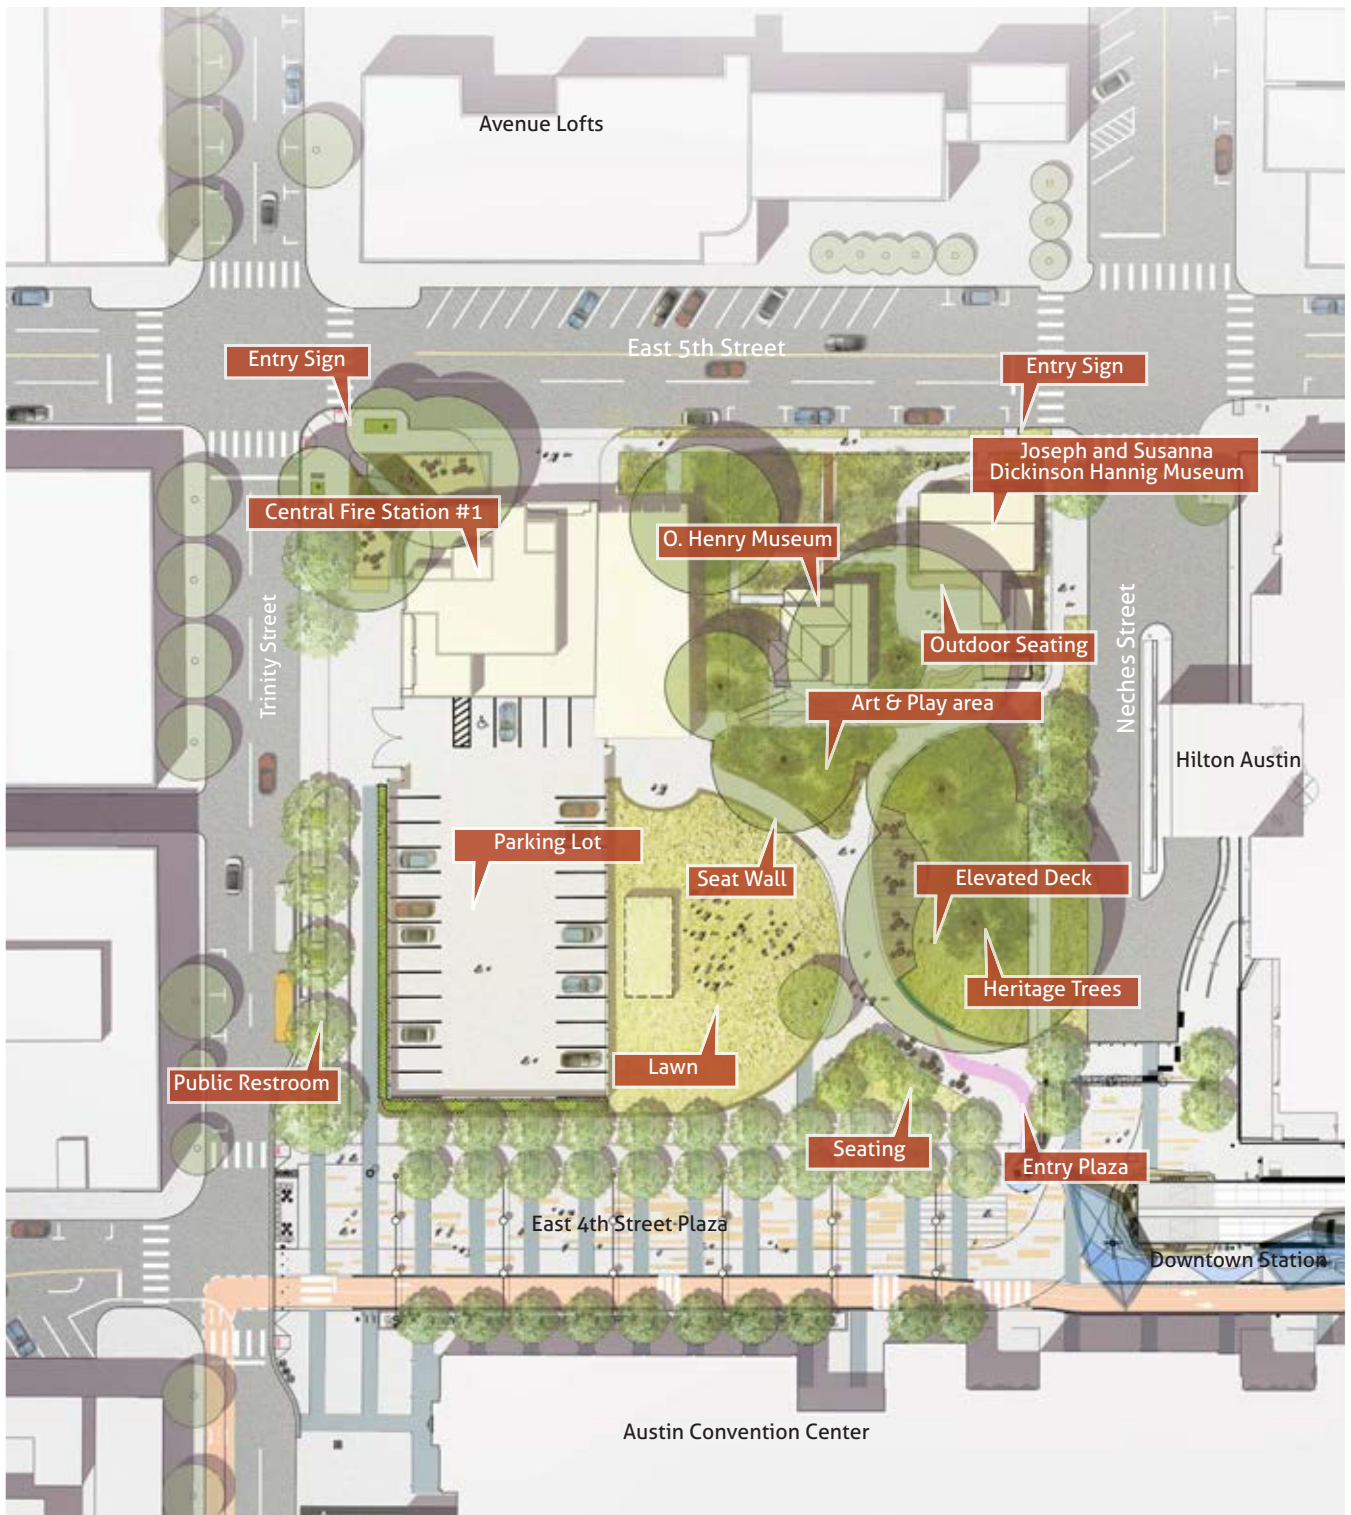 Avenue Lofts
East 5th Street
Entry Sign
Entry Sign
Joseph and Susanna
Dickinson Hannig Museum
Central Fire Station #1
O. Henry Museum
Outdoor Seating
Trinity Street
Neches Street
Art & Play area
Hilton Austin
Parking Lot
Seat Wall
Elevated Deck
Heritage Trees
Lawn
Public Restroom
Seating
Entry Plaza
East 4th Street Plaza
Downtown Station
Austin Convention Center